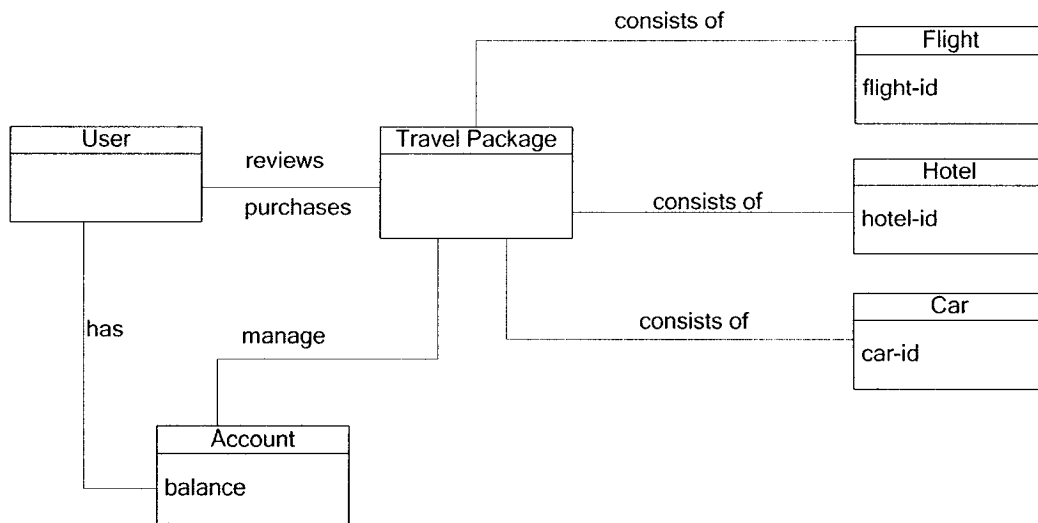 consists of
Flight
flight-id
User
Travel Package
reviews
purchases
Hotel
consists of
hotel-id
has
manage
consists of
Car
car-id
Account
balance